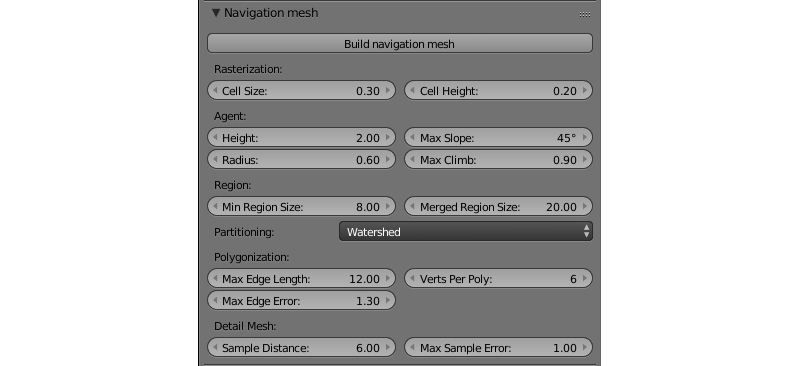 Navigation mesh
Build navigation mesh
Rasterization:
Cell Size: 0.30 Cell Height: 0.20
Agent:
Height: 2.00 Max Slope: 45°
Radius: 0.60 Max Climb: 0.90
Region:
Min Region Size: 8.00 Merged Region Size: 20.00
Partitioning: Watershed
Polygonization:
Max Edge Length: 12.00 Verts Per Poly: 6
Max Edge Error: 1.30
Detail Mesh:
Sample Distance: 6.00 Max Sample Error: 1.00